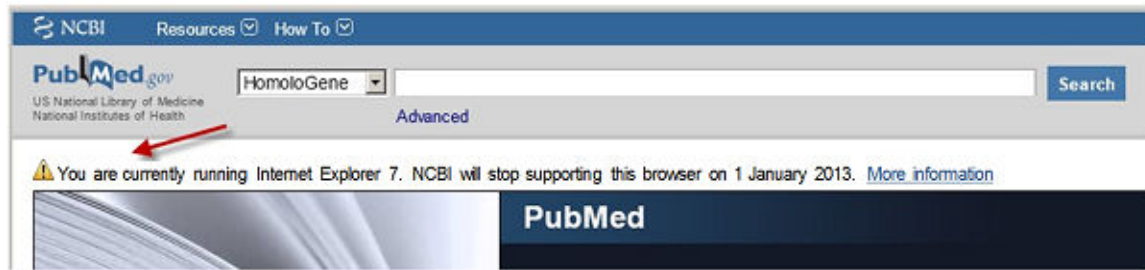 NCBI Resources How To
PubMed.gov
US National Library of Medicine
National Institutes of Health
HomoloGene
Search
Advanced
You are currently running Internet Explorer 7. NCBI will stop supporting this browser on 1 January 2013. More information
PubMed